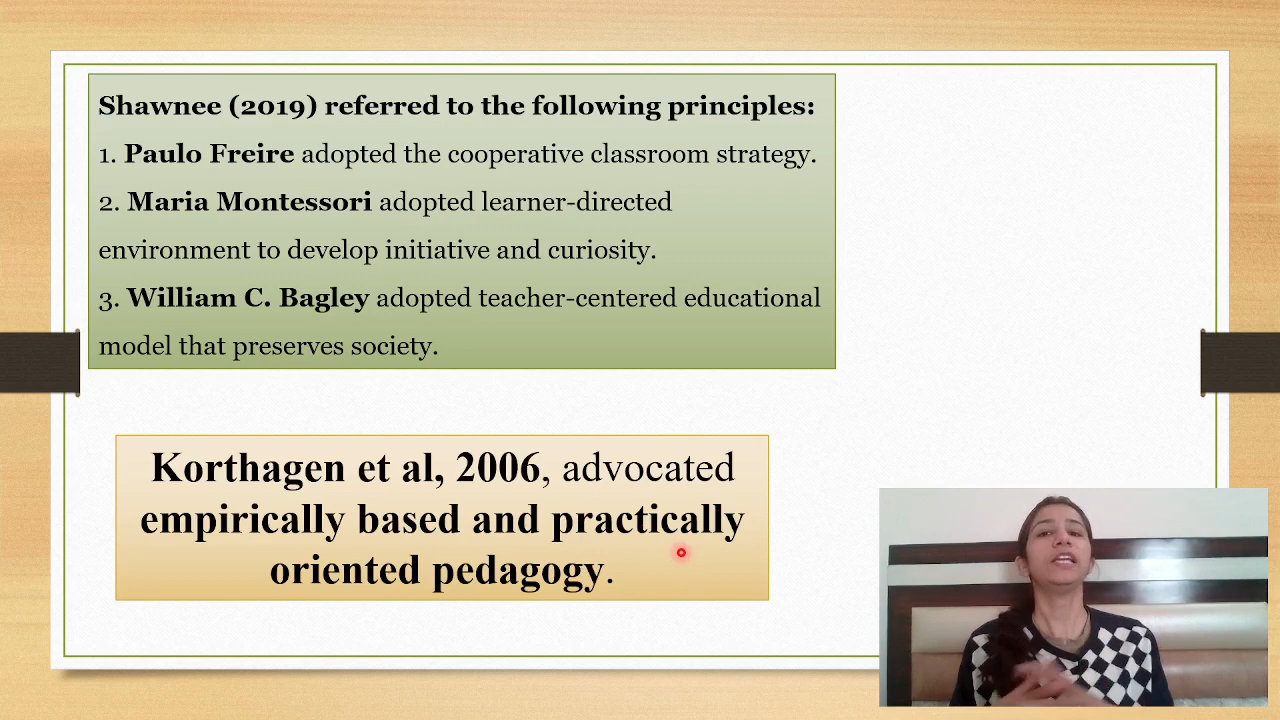 Shawnee (2019) referred to the following principles:
1. Paulo Freire adopted the cooperative classroom strategy.
2. Maria Montessori adopted learner-directed
environment to develop initiative and curiosity.
3. William C. Bagley adopted teacher-centered educational
model that preserves society.
Korthagen et al, 2006, advocated
empirically based and practically
oriented pedagogy.